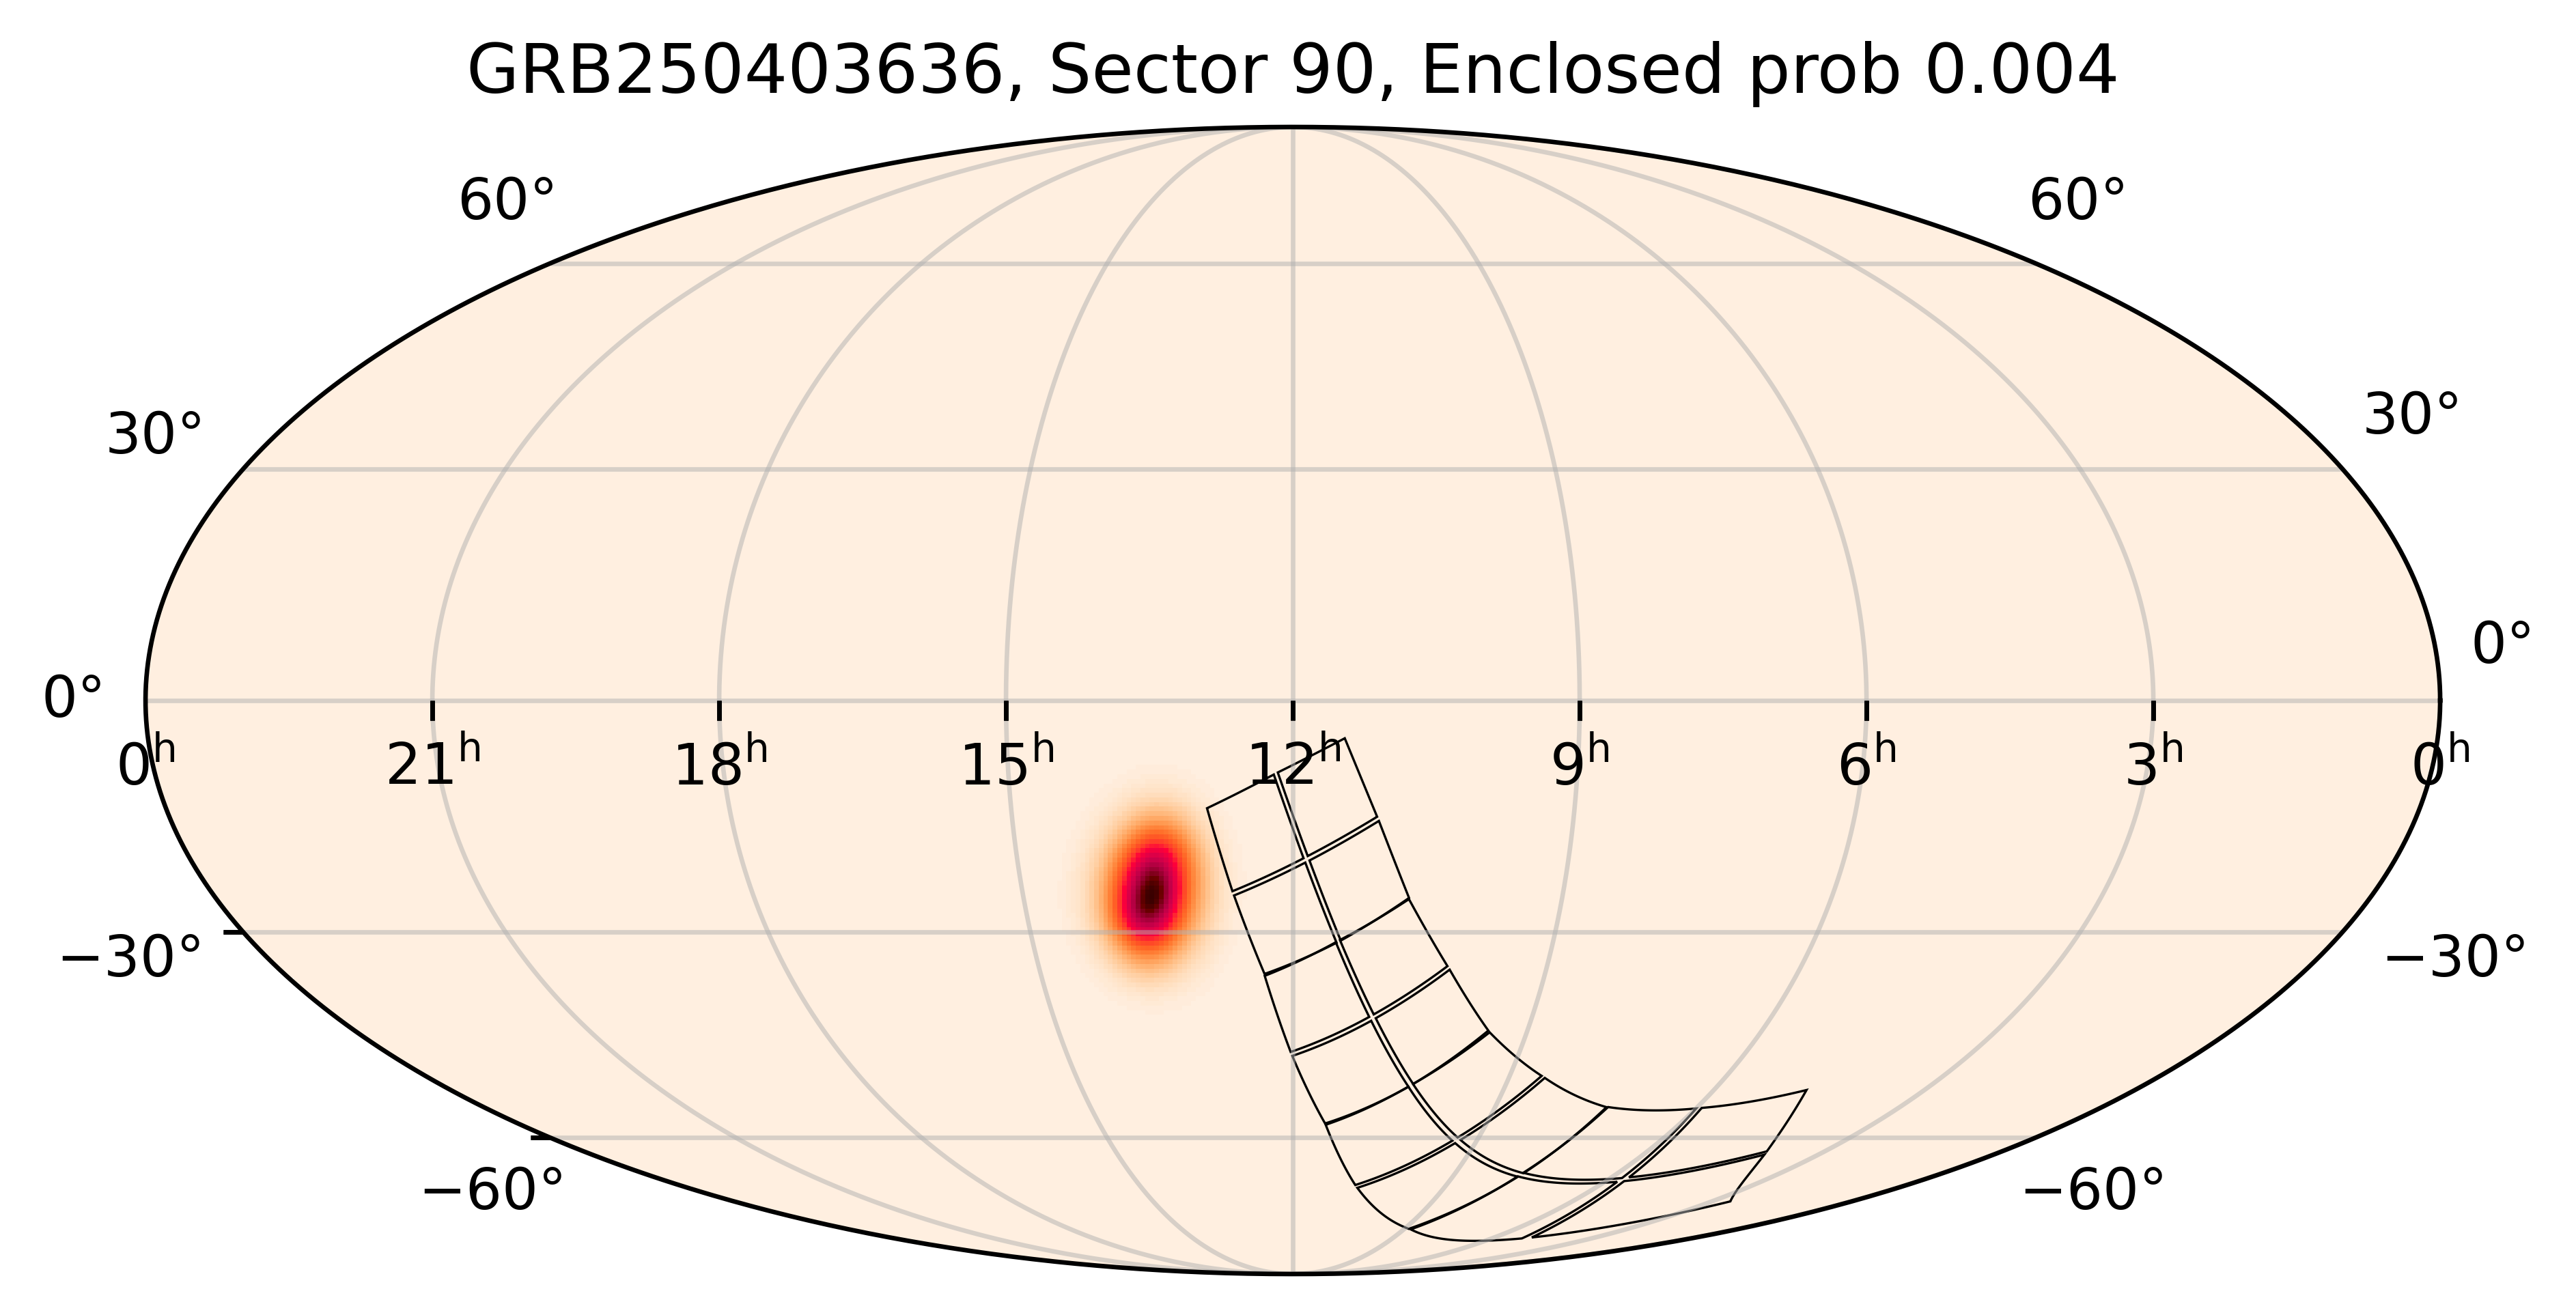 GRB250403636, Sector 90, Enclosed prob 0.004
60° 60°
30° 30°
0° 0°
0ʰ 21ʰ 18ʰ 15ʰ 12ʰ 9ʰ 6ʰ 3ʰ 0ʰ
−30° −30°
−60° −60°